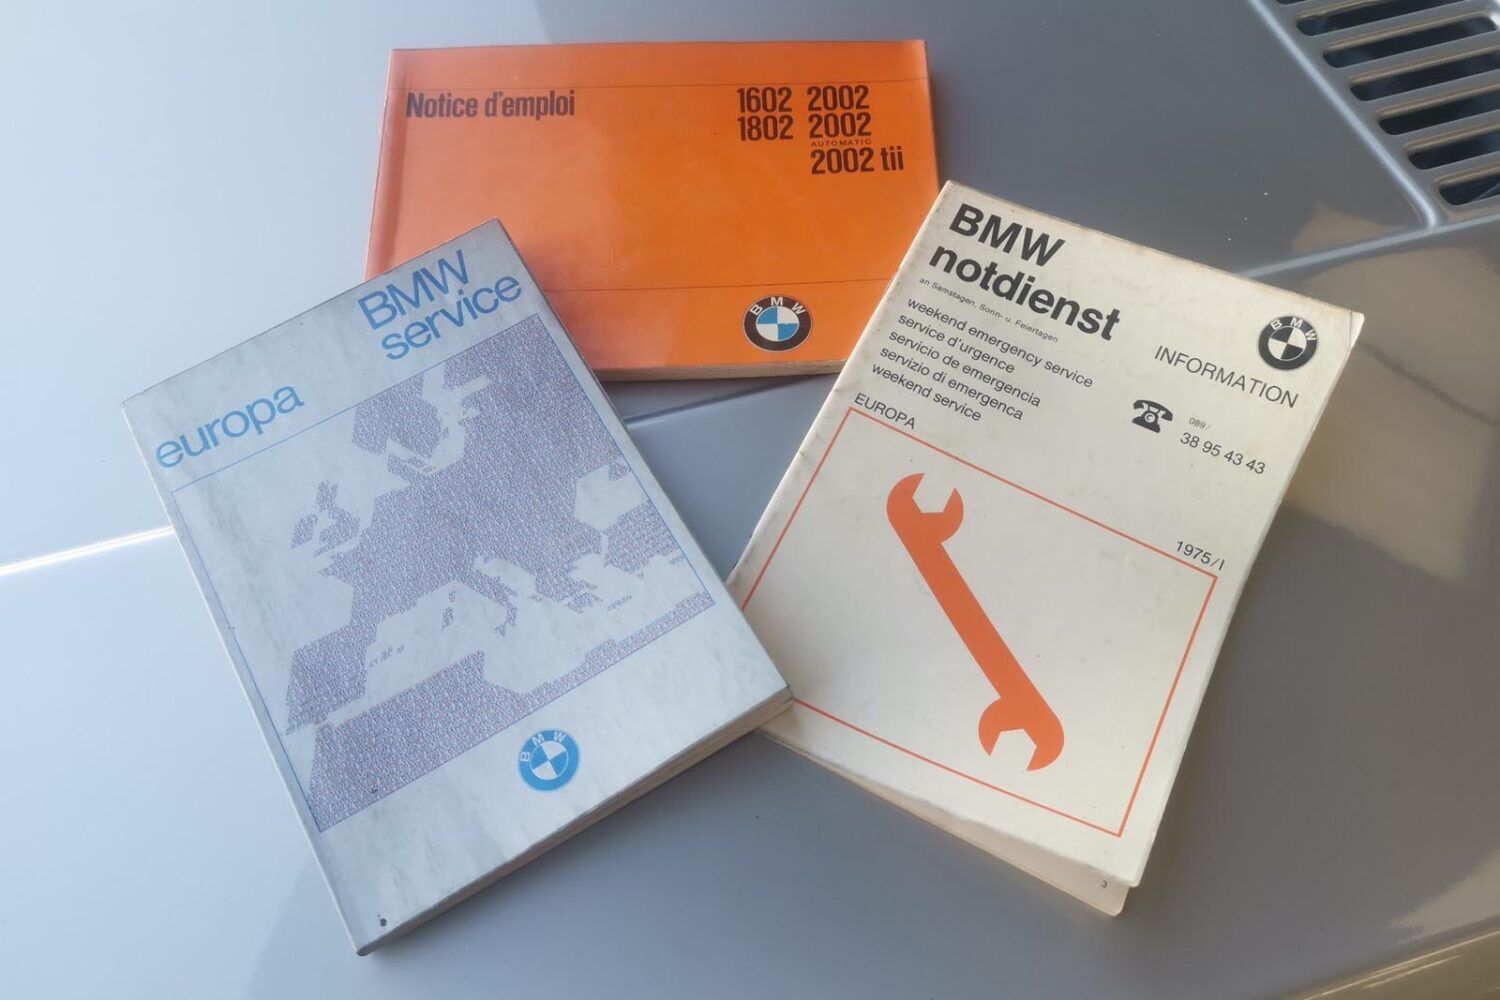 Notice d'emploi
1602 2002
1802 2002
AUTOMATIC
2002 tii
BMW
BMW
service
europa
BMW
BMW
notdienst
an Samstagen, Sonn- u. Feiertagen
weekend emergency service
service d'urgence
servicio de emergencia
servizio di emergenca
weekend service
BMW
INFORMATION
089/
38 95 43 43
EUROPA
1975/I
3